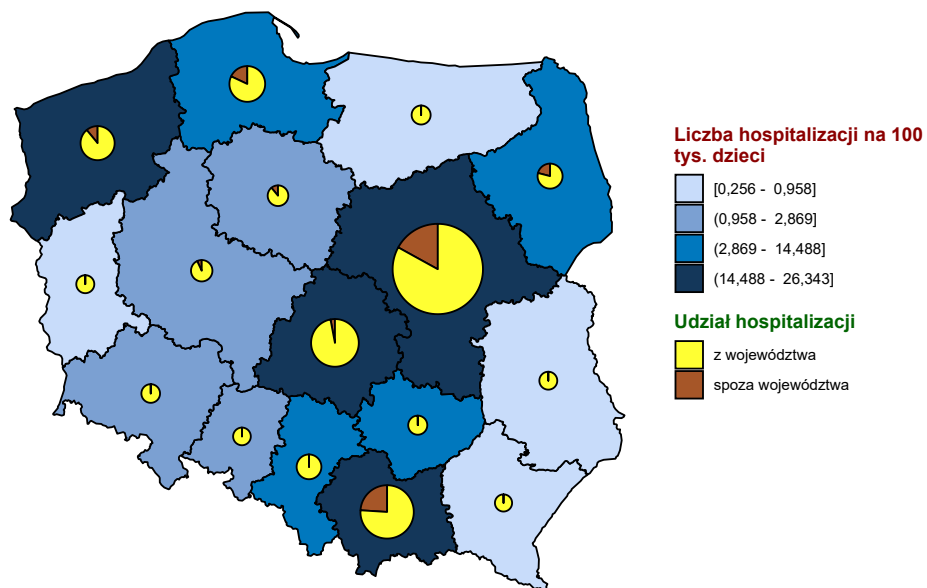 Liczba hospitalizacji na 100
tys. dzieci
[0,256 - 0,958]
(0,958 - 2,869]
(2,869 - 14,488]
(14,488 - 26,343]
Udział hospitalizacji
z województwa
spoza województwa